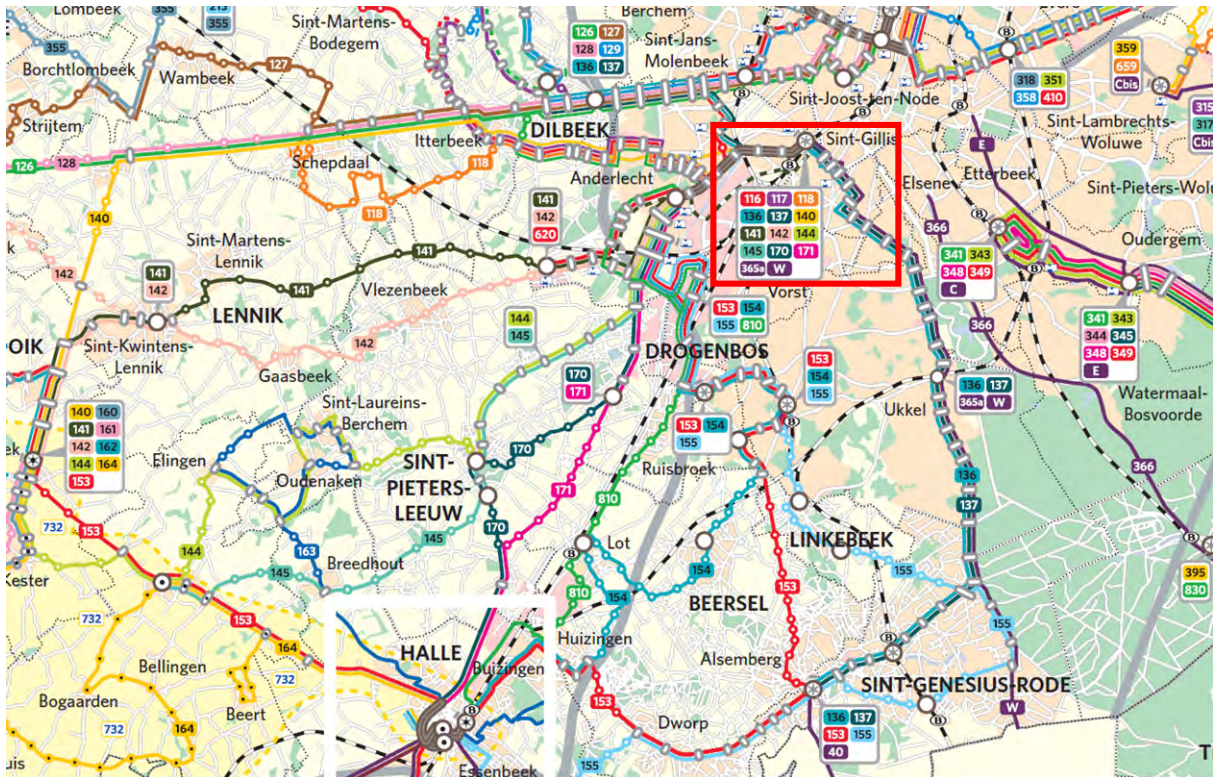 Lombeek
355
213
355
Sint-Martens-
Bodegem
126 127
128 129
136 137
Berchem
Sint-Jans-
Molenbeek
318 351
358 410
359
659
Cbis
355
127
Borchtlombeek
Wambeek
Strijtem
Sint-Joost-ten-Node
B
Sint-Lambrechts-
Woluwe
315
317
Cbis
Itterbeek
DILBEEK
Sint-Gillis
E
Etterbeek
126
128
Schepdaal
118
118
Anderlecht
Elsene
Sint-Pieters-Wolu
140
141
142
620
116 117 118
136 137 140
141 142 144
145 170 171
365a W
366
Oudergem
Sint-Martens-
Lennik
141
142
141
142
141
141
Vlezenbeek
341 343
348 349
C
Vorst
LENNIK
144
145
153 154
155 810
366
341 343
344 345
348 349
E
OIK
Sint-Kwintens-
Lennik
142
Gaasbeek
DROGENBOS
153
154
155
170
171
136 137
365a W
Watermaal-
Bosvoorde
140 160
141 161
142 162
144 164
153
Sint-Laureins-
Berchem
153 154
155
Ukkel
Elingen
Oudenaken
SINT-
PIETERS-
LEEUW
170
Ruisbroek
366
171
810
136
137
732
153
144
163
145
170
Lot
B
LINKEBEEK
155
Kester
145
Breedhout
154
154
153
395
830
732
153
164
810
BEERSEL
155
Huizingen
HALLE
Buizingen
Alsemberg
B
Bellingen
732
SINT-GENESIUS-RODE
Bogaarden
Beert
B
153
W
B
732
164
Dworp
136 137
153 155
40
Essenbeek
155